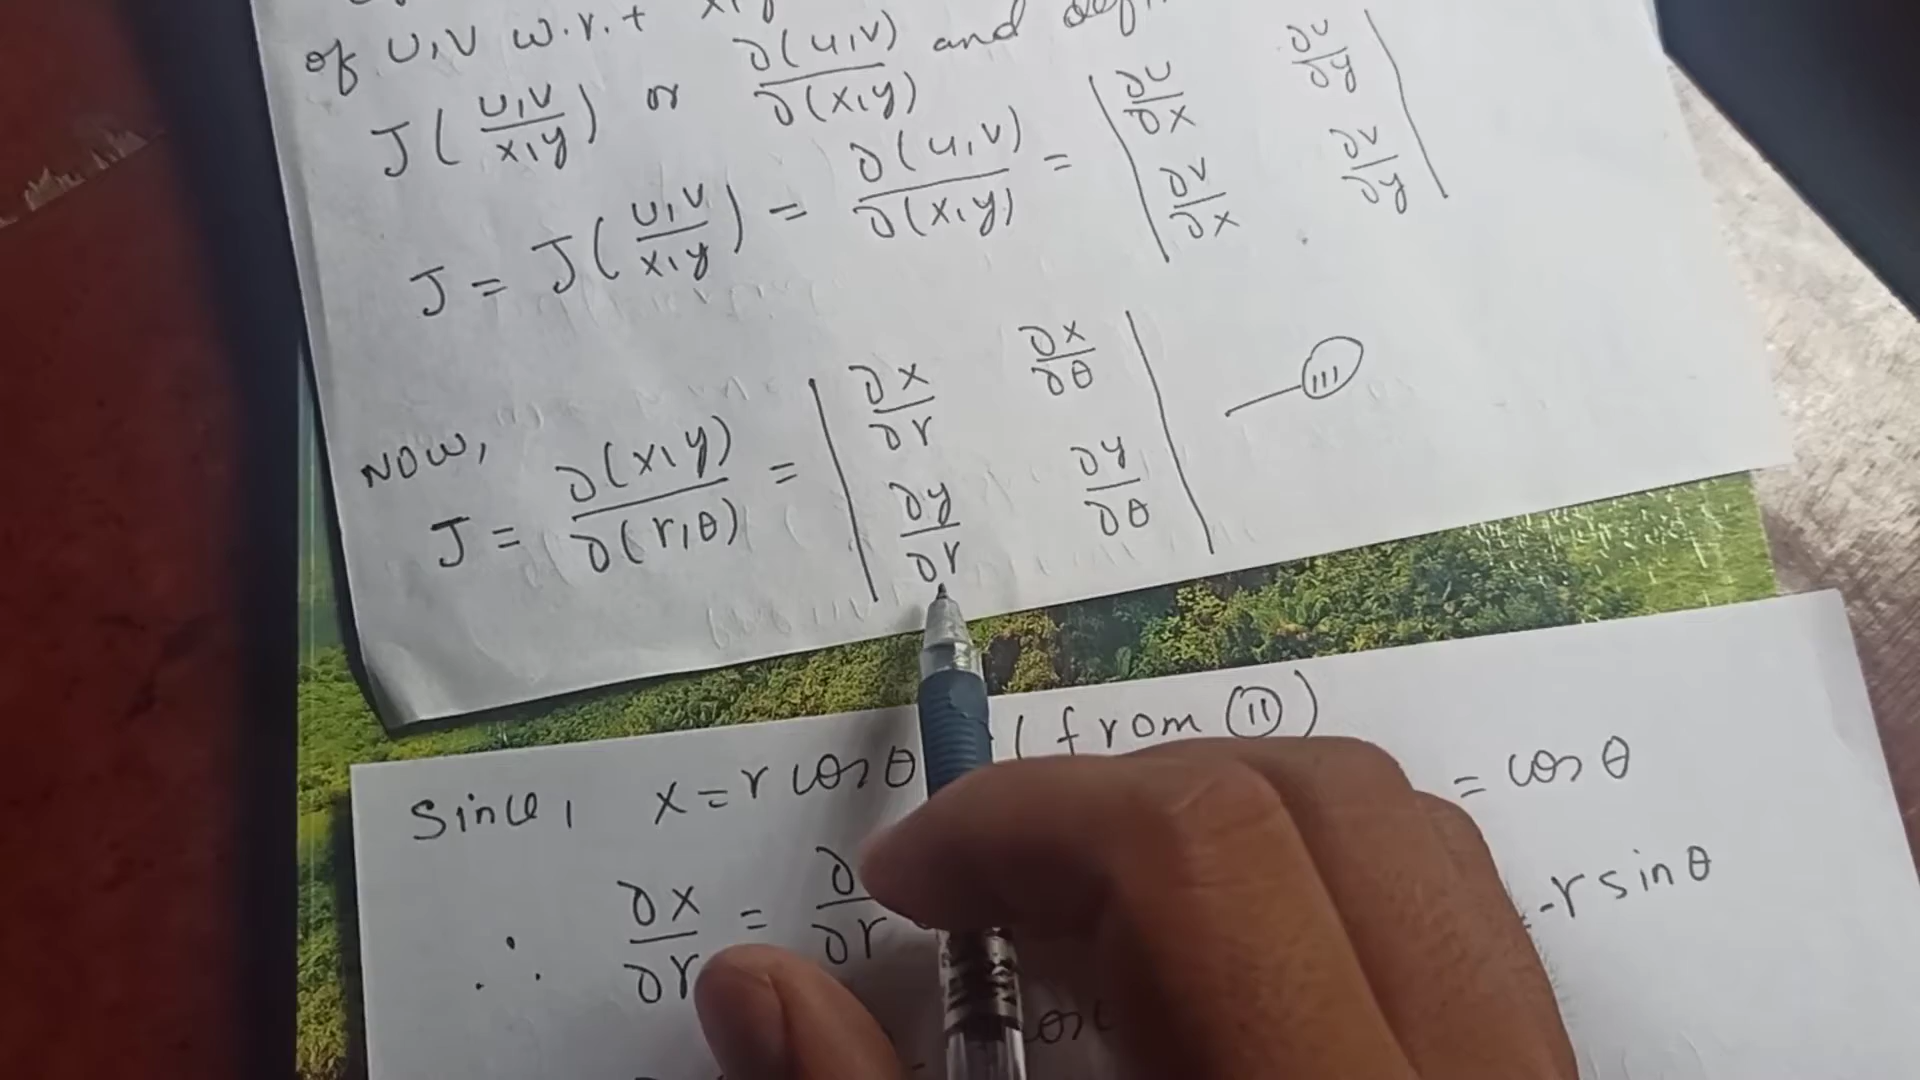 of U,V w.r.t
J(U,V/x,y) or ∂(u,v)/∂(x,y) and
J = J(U,V/x,y) = ∂(u,v)/∂(x,y) = | ∂U/∂x ∂U/∂y |
| ∂V/∂x ∂V/∂y |
NOW,
J = ∂(x,y)/∂(r,θ) = | ∂x/∂r ∂x/∂θ | — (III)
| ∂y/∂r ∂y/∂θ |
Since, x = r cos θ (from (II)) = cos θ
∴ ∂x/∂r = ∂/∂r -r sin θ